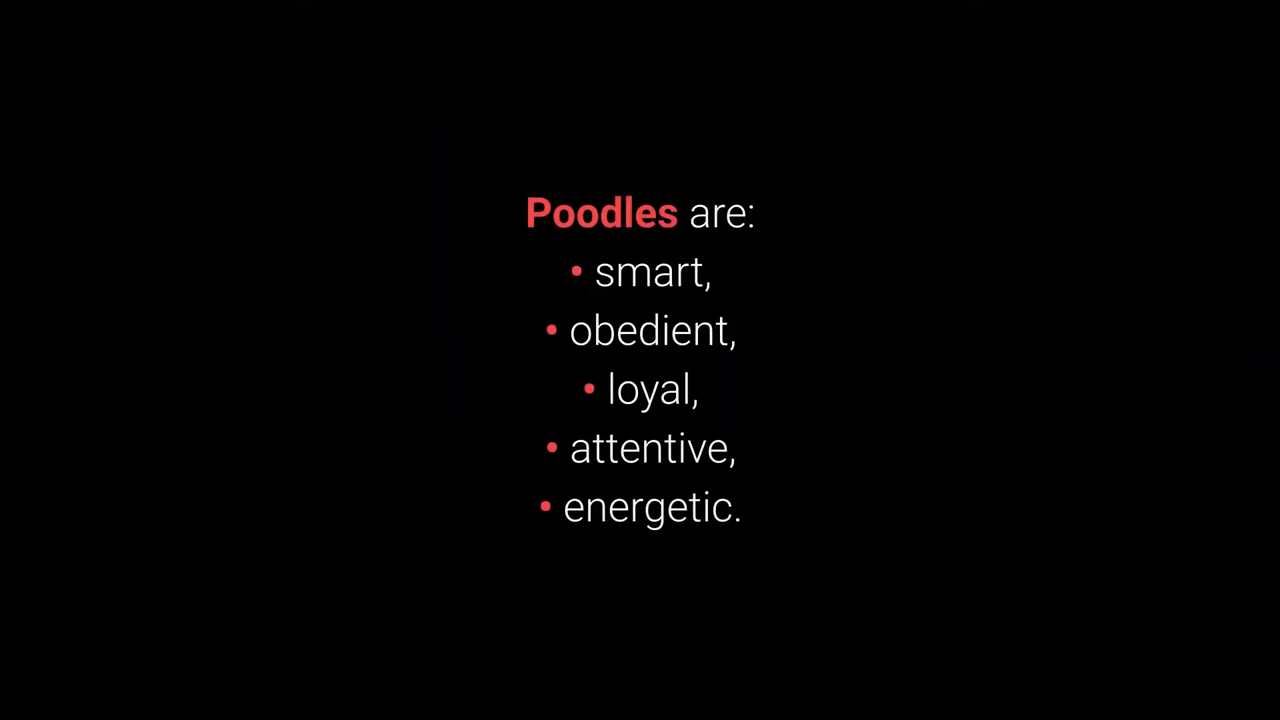 Poodles are:
• smart,
• obedient,
• loyal,
• attentive,
• energetic.